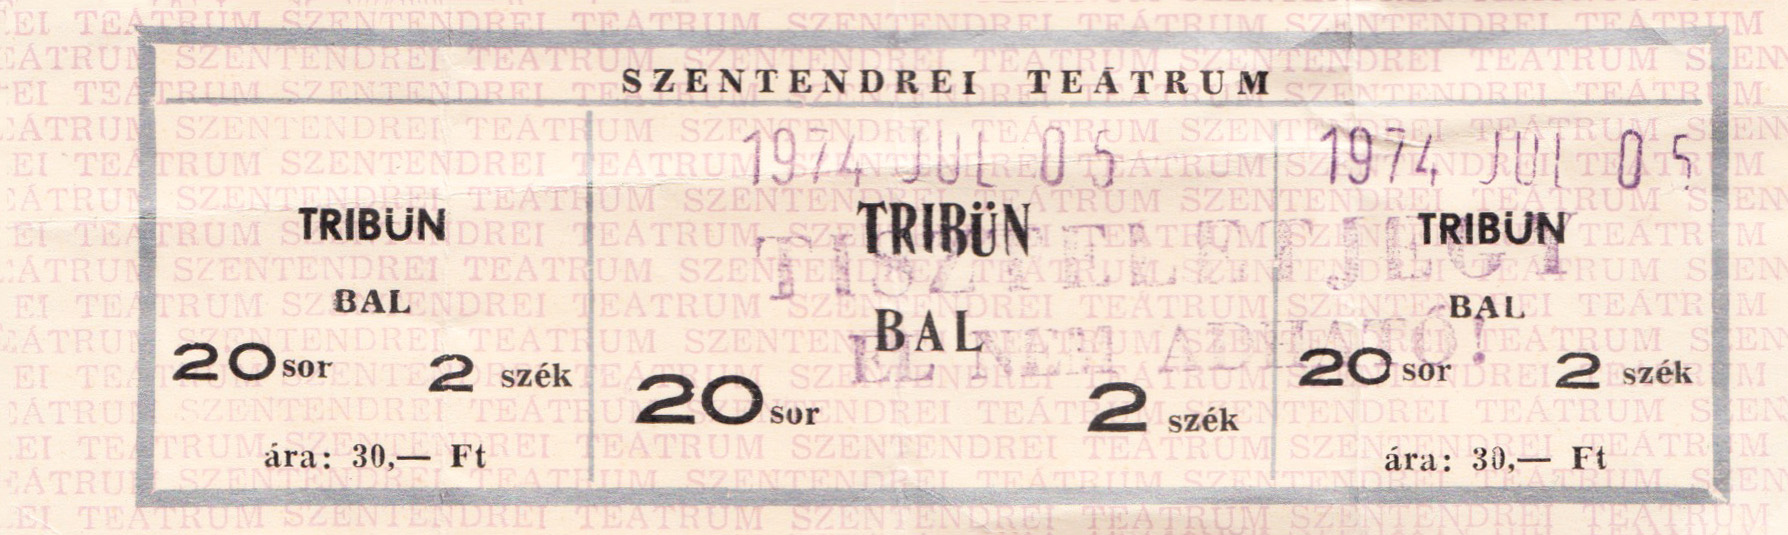 SZENTENDREI TEÁTRUM
TRIBÜN
BAL
20 sor 2 szék
ára: 30,— Ft
1974 JUL 05
TRIBÜN
TISZTELETJEGY
BAL
EL NEM ADHATÓ!
20 sor 2 szék
1974 JUL 05
TRIBÜN
BAL
20 sor 2 szék
ára: 30,— Ft